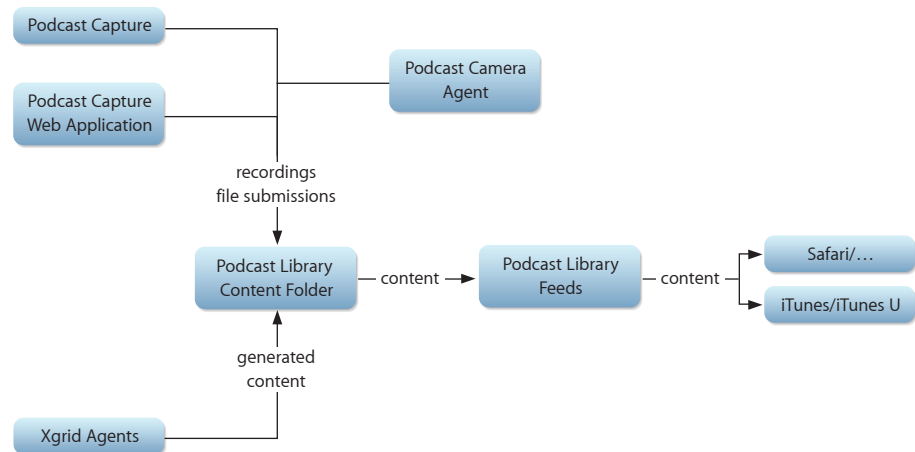 Podcast Capture
Podcast Camera
Agent
Podcast Capture
Web Application
recordings
file submissions
Podcast Library
Content Folder
content
Podcast Library
Feeds
content
Safari/...
iTunes/iTunes U
generated
content
Xgrid Agents